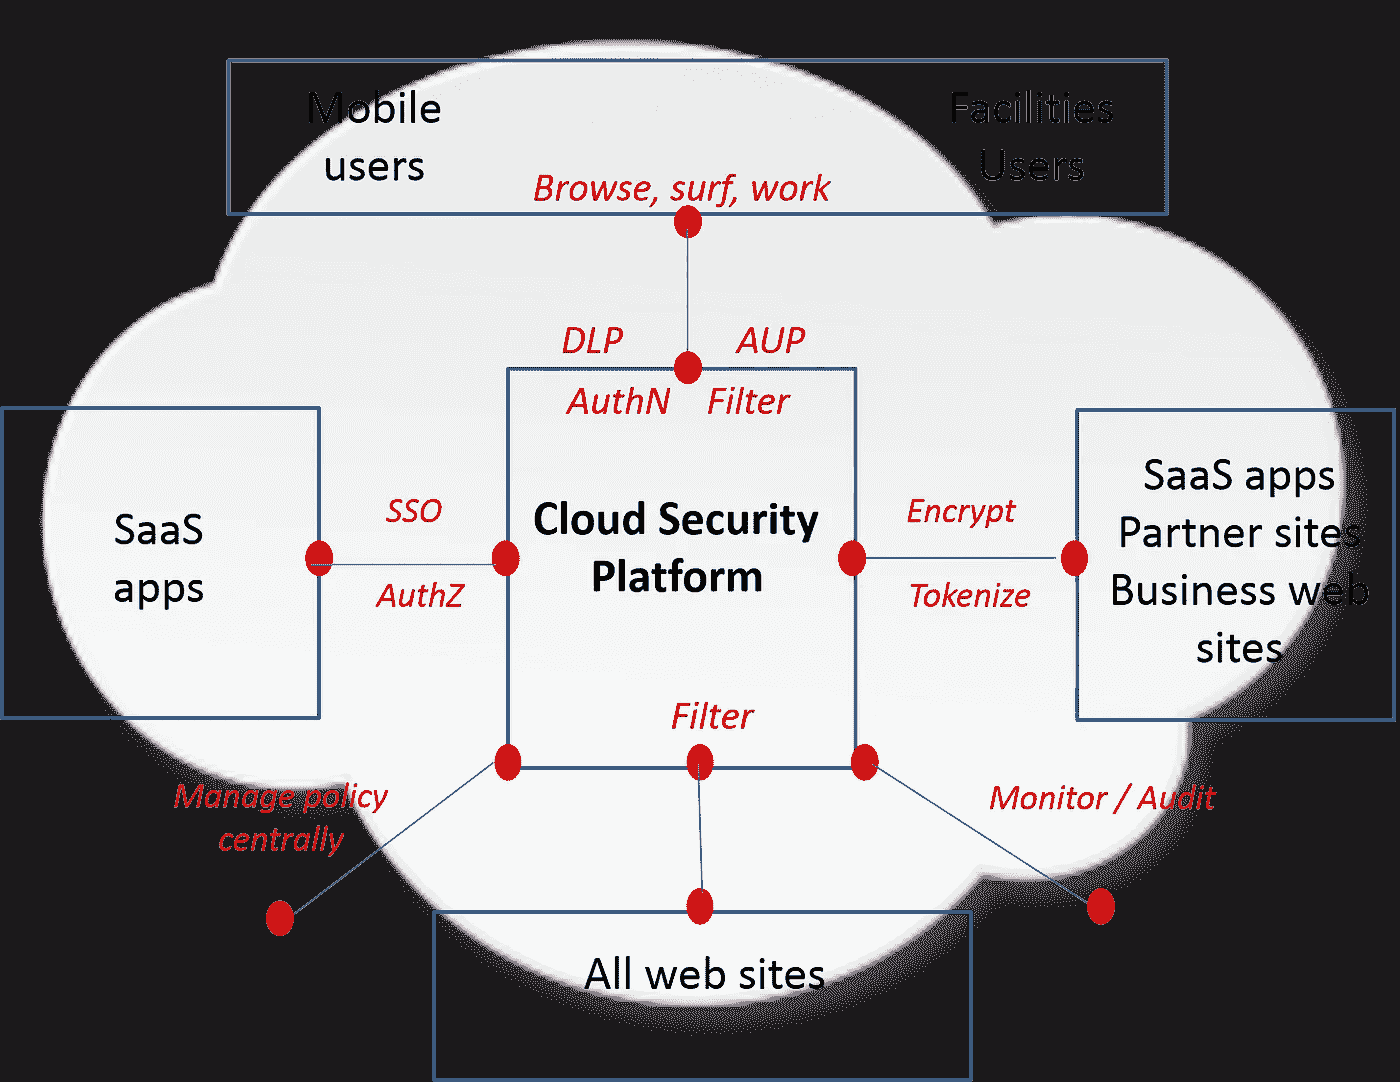 Mobile
users
Facilities
Users
Browse, surf, work
DLP
AUP
AuthN
Filter
SaaS
apps
SSO
AuthZ
Cloud Security
Platform
Encrypt
Tokenize
SaaS apps
Partner sites
Business web
sites
Filter
Manage policy
centrally
Monitor / Audit
All web sites